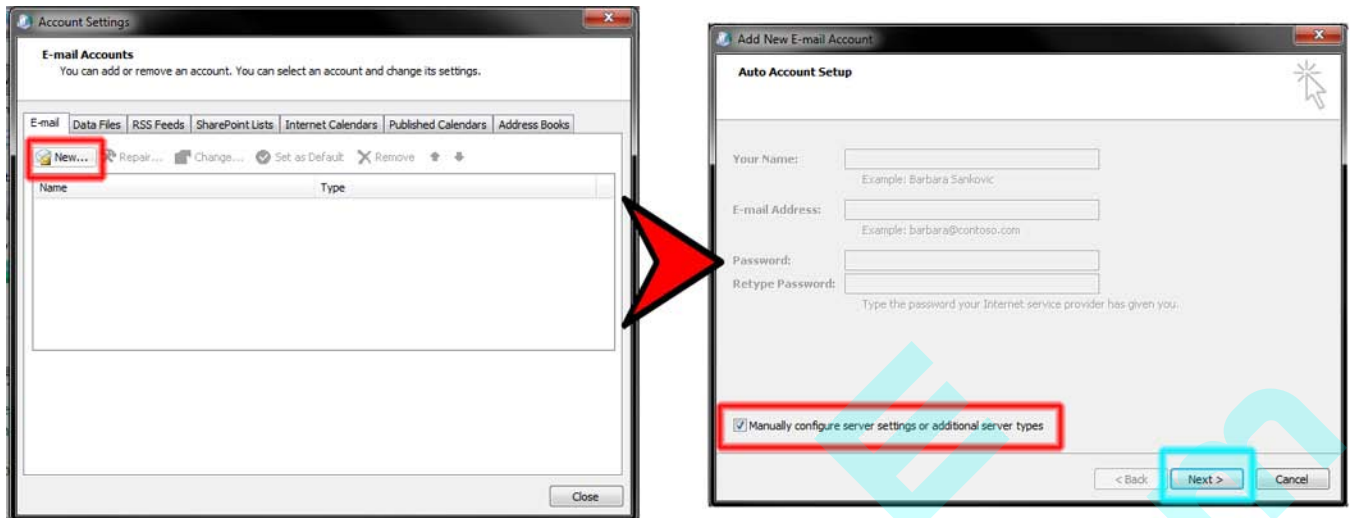 Account Settings
E-mail Accounts
You can add or remove an account. You can select an account and change its settings.
E-mail Data Files RSS Feeds SharePoint Lists Internet Calendars Published Calendars Address Books
New... Repair... Change... Set as Default Remove
Name Type
Close
Add New E-mail Account
Auto Account Setup
Your Name:
Example: Barbara Sankovic
E-mail Address:
Example: barbara@contoso.com
Password:
Retype Password:
Type the password your Internet service provider has given you.
Manually configure server settings or additional server types
< Back Next > Cancel
E m